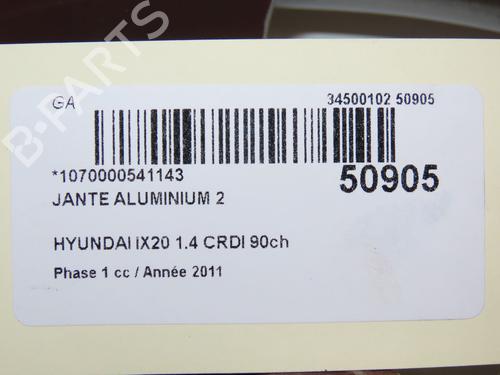 GA
34500102 50905
*1070000541143
50905
JANTE ALUMINIUM 2
HYUNDAI IX20 1.4 CRDI 90ch
Phase 1 cc / Année 2011
B-PARTS